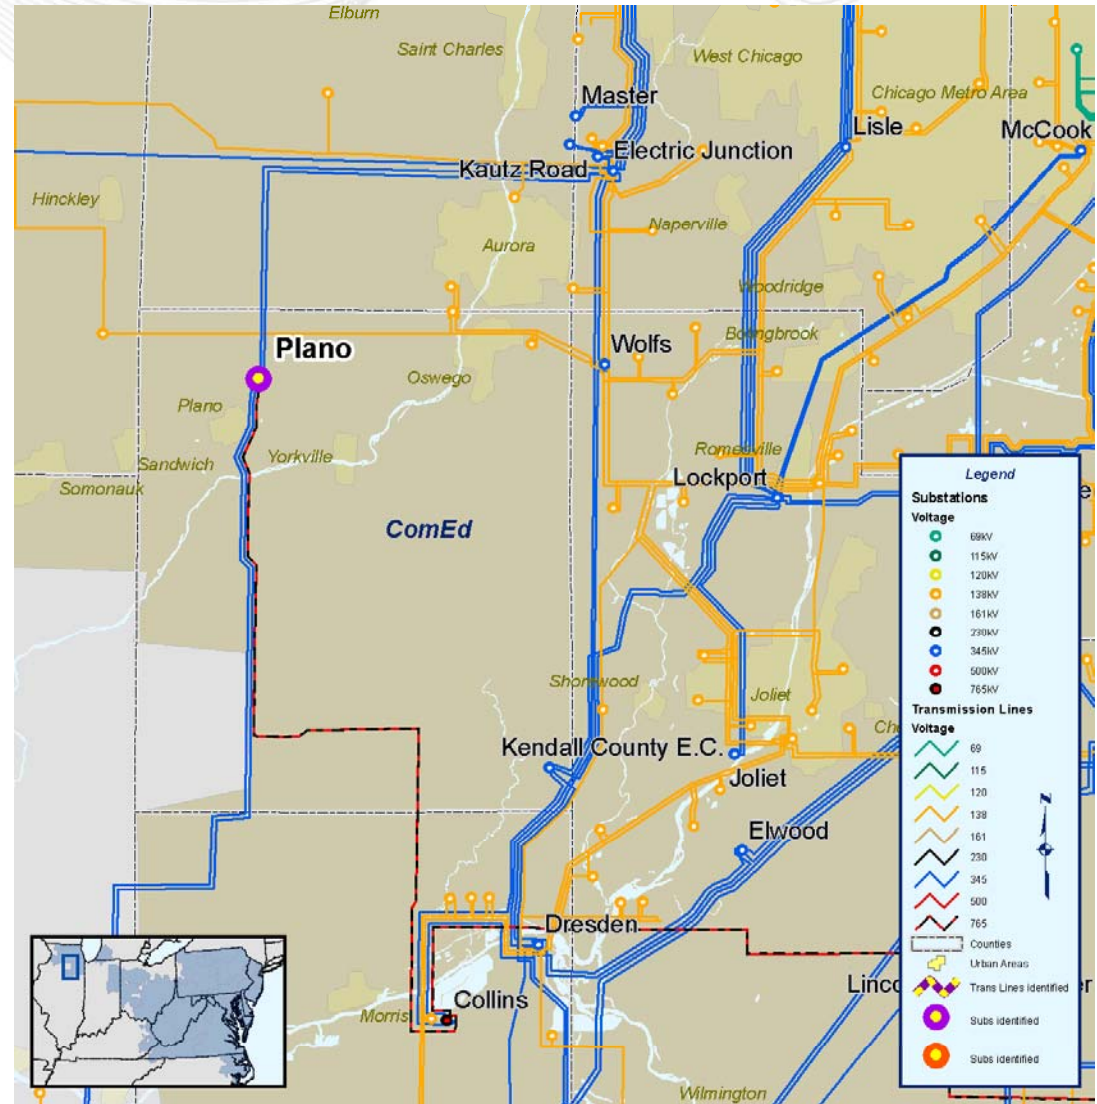 Elburn
Saint Charles
West Chicago
Master
Chicago Metro Area
Lisle
McCook
Electric Junction
Kautz Road
Hinckley
Naperville
Aurora
Woodridge
Bolingbrook
Plano
Wolfs
Oswego
Plano
Sandwich
Yorkville
Romeoville
Somonauk
Lockport
ComEd
Shorewood
Joliet
Kendall County E.C.
Joliet
Elwood
Dresden
Collins
Morris
Wilmington
Legend
Substations
Voltage
69kV
115kV
120kV
138kV
161kV
230kV
345kV
500kV
765kV
Transmission Lines
Voltage
69
115
120
138
161
230
345
500
765
N
Counties
Urban Areas
Trans Lines identified
Subs identified
Subs identified